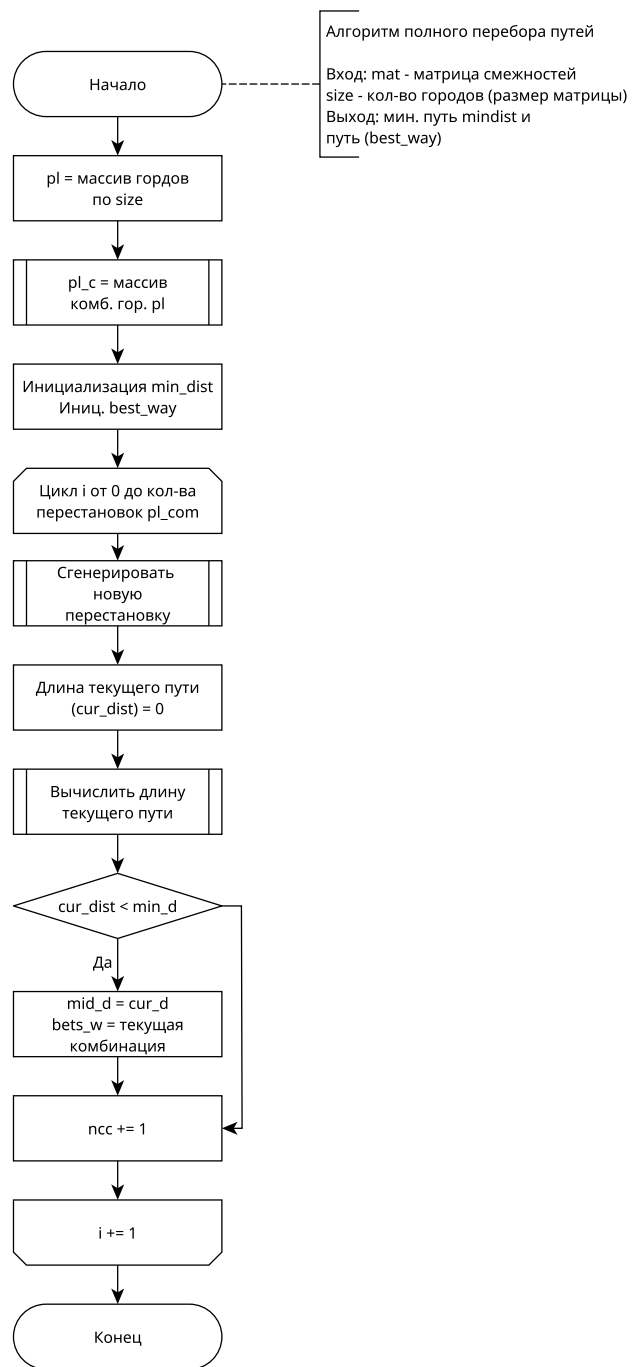 Алгоритм полного перебора путей
Вход: mat - матрица смежностей
size - кол-во городов (размер матрицы)
Выход: мин. путь mindist и
путь (best_way)
Начало
pl = массив гордов
по size
pl_c = массив
комб. гор. pl
Инициализация min_dist
Иниц. best_way
Цикл i от 0 до кол-ва
перестановок pl_com
Сгенерировать
новую
перестановку
Длина текущего пути
(cur_dist) = 0
Вычислить длину
текущего пути
cur_dist < min_d
Да
mid_d = cur_d
bets_w = текущая
комбинация
ncc += 1
i += 1
Конец